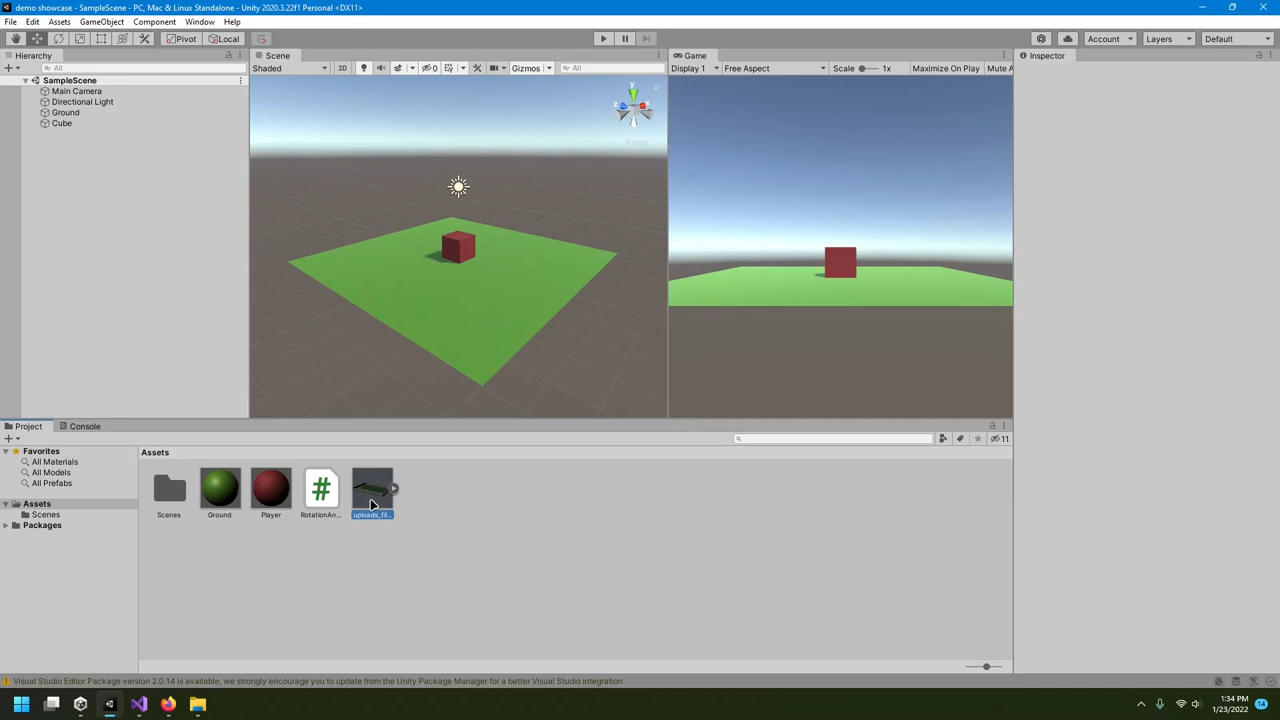 demo showcase - SampleScene - PC, Mac & Linux Standalone - Unity 2020.3.22f1 Personal <DX11>
File Edit Assets GameObject Component Window Help
Pivot Local Account Layers Default
Hierarchy
All
SampleScene
Main Camera
Directional Light
Ground
Cube
Scene
Shaded 2D 0 Gizmos All
y
z x
Persp
Game
Display 1 Free Aspect Scale 1x Maximize On Play Mute A
Inspector
Project Console
11
Favorites
All Materials
All Models
All Prefabs
Assets
Scenes
Packages
Assets
#
Scenes Ground Player RotationAn... uploads_fil...
Visual Studio Editor Package version 2.0.14 is available, we strongly encourage you to update from the Unity Package Manager for a better Visual Studio integration
1:34 PM
1/23/2022
14